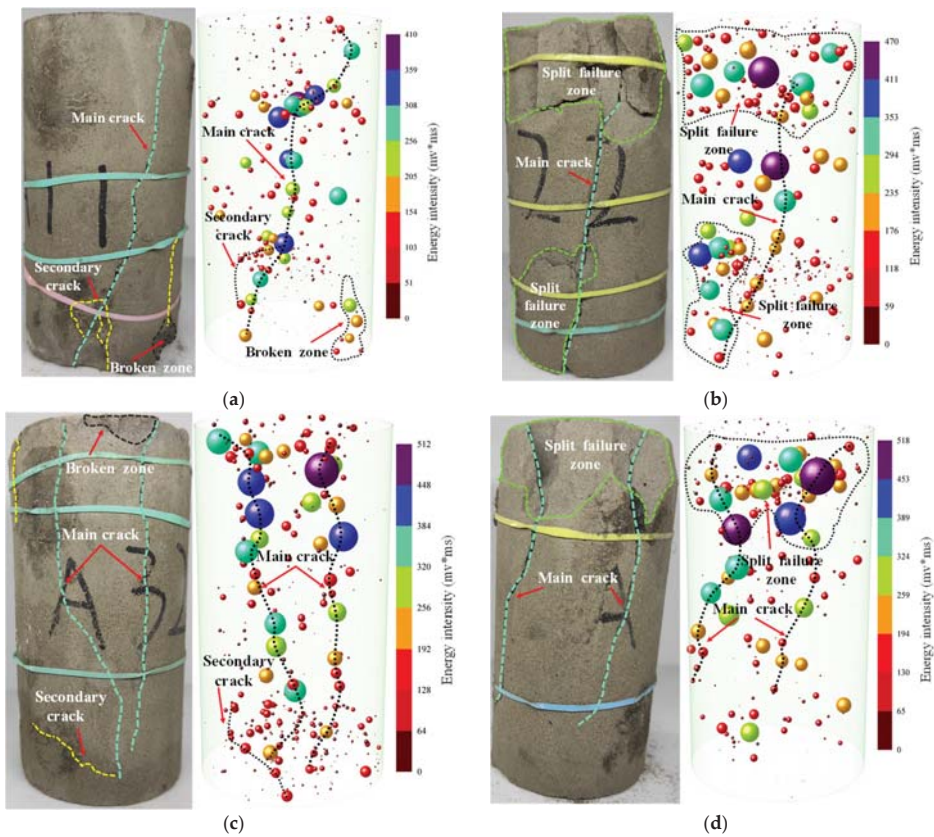 Main crack
Secondary
crack
Broken zone
Main crack
Secondary
crack
Broken zone
410
359
308
256
205
154
103
51
0
Energy intensity (mv*ms)
(a)
Split failure
zone
Main crack
Split failure
zone
Split failure
zone
Main crack
Split failure
zone
470
411
353
294
235
176
118
59
0
Energy intensity (mv*ms)
(b)
Broken zone
Main crack
A 32
Secondary
crack
Main crack
Secondary
crack
512
448
384
320
256
192
128
64
0
Energy intensity (mv*ms)
(c)
Split failure
zone
Main crack
Split failure
zone
Main crack
518
453
389
324
259
194
130
65
0
Energy intensity (mv*ms)
(d)